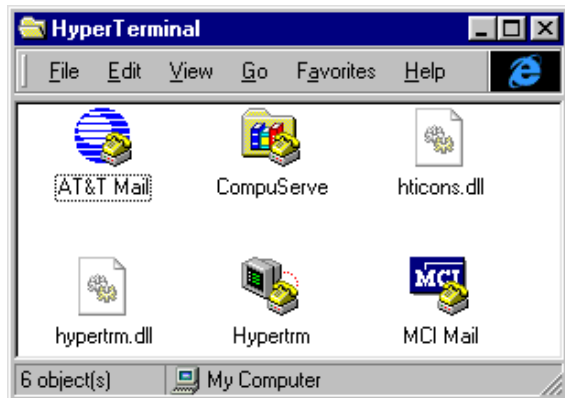 HyperTerminal
File Edit View Go Favorites Help
AT&T Mail CompuServe hticons.dll
MCI
hypertrm.dll Hypertrm MCI Mail
6 object(s) My Computer